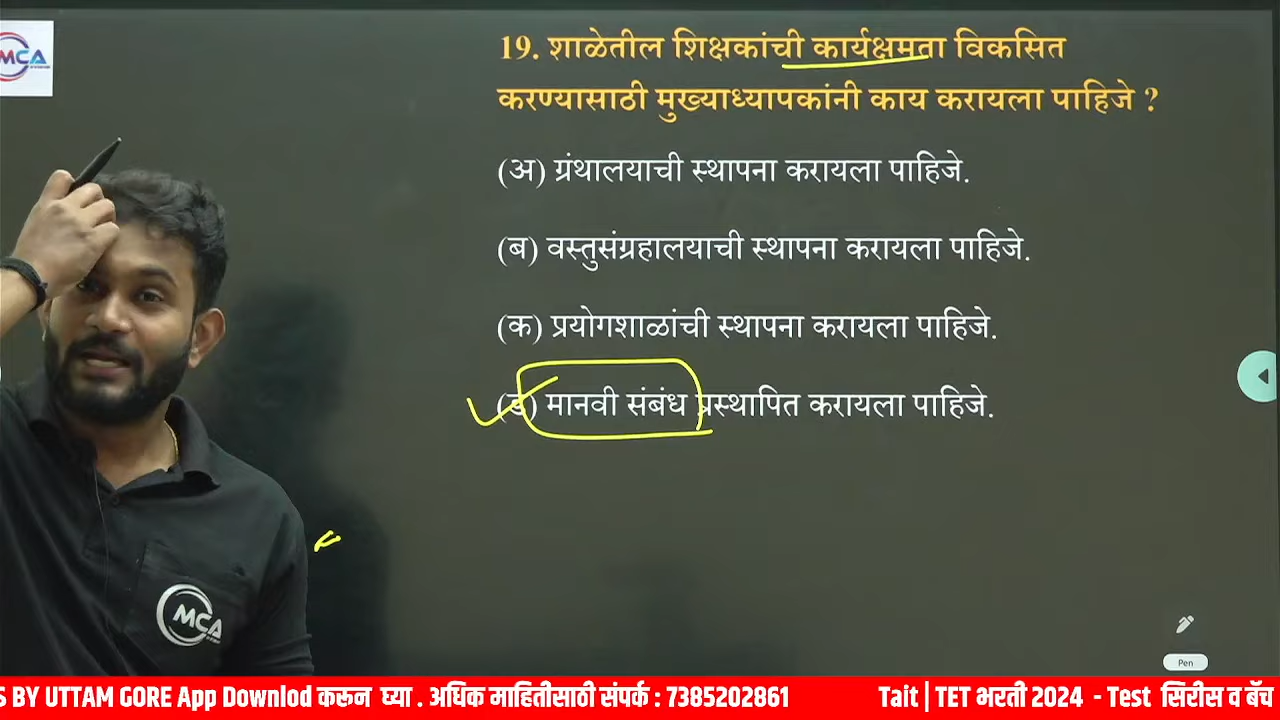 MCA
19. शाळेतील शिक्षकांची कार्यक्षमता विकसित
करण्यासाठी मुख्याध्यापकांनी काय करायला पाहिजे ?
(अ) ग्रंथालयाची स्थापना करायला पाहिजे.
(ब) वस्तुसंग्रहालयाची स्थापना करायला पाहिजे.
(क) प्रयोगशाळांची स्थापना करायला पाहिजे.
(ड) मानवी संबंध प्रस्थापित करायला पाहिजे.
MCA
Pen
S BY UTTAM GORE App Downlod करून घ्या . अधिक माहितीसाठी संपर्क : 7385202861 Tait | TET भरती 2024 - Test सिरीस व बॅच